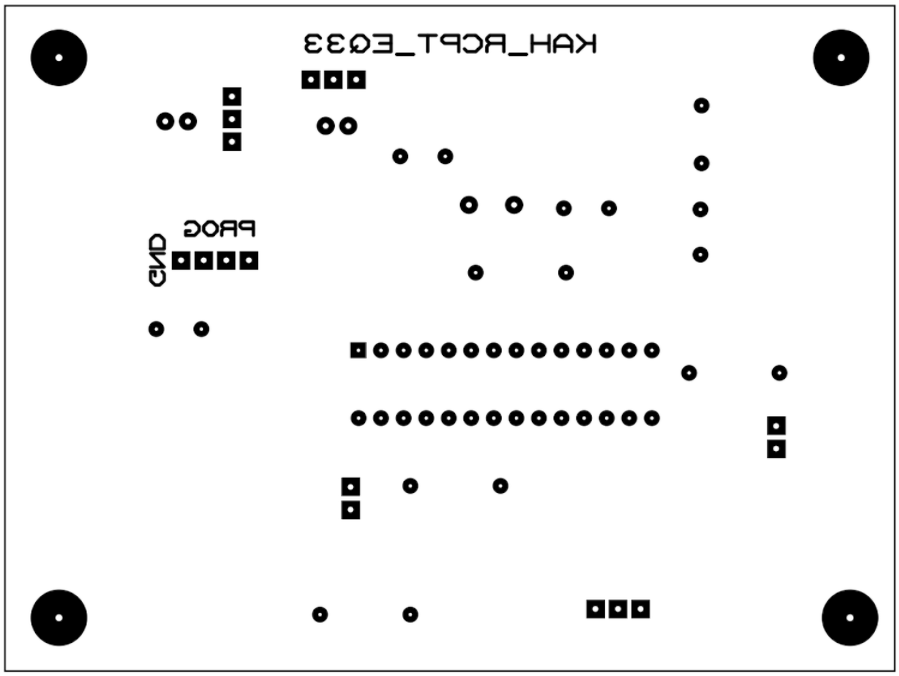 KAH_RCPT_EQ33
PROG
GND